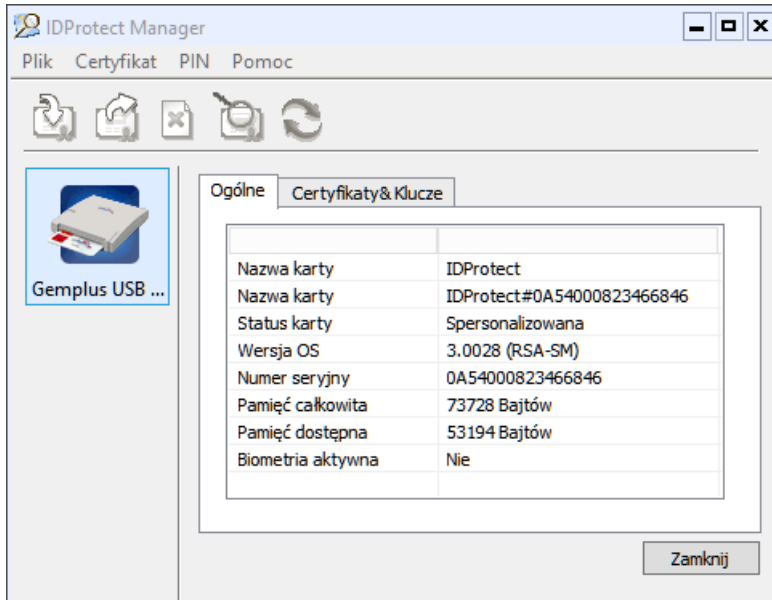 IDProtect Manager
Plik Certyfikat PIN Pomoc
Gemplus USB ...
Ogólne Certyfikaty& Klucze
Nazwa karty IDProtect
Nazwa karty IDProtect#0A54000823466846
Status karty Spersonalizowana
Wersja OS 3.0028 (RSA-SM)
Numer seryjny 0A54000823466846
Pamięć całkowita 73728 Bajtów
Pamięć dostępna 53194 Bajtów
Biometria aktywna Nie
Zamknij